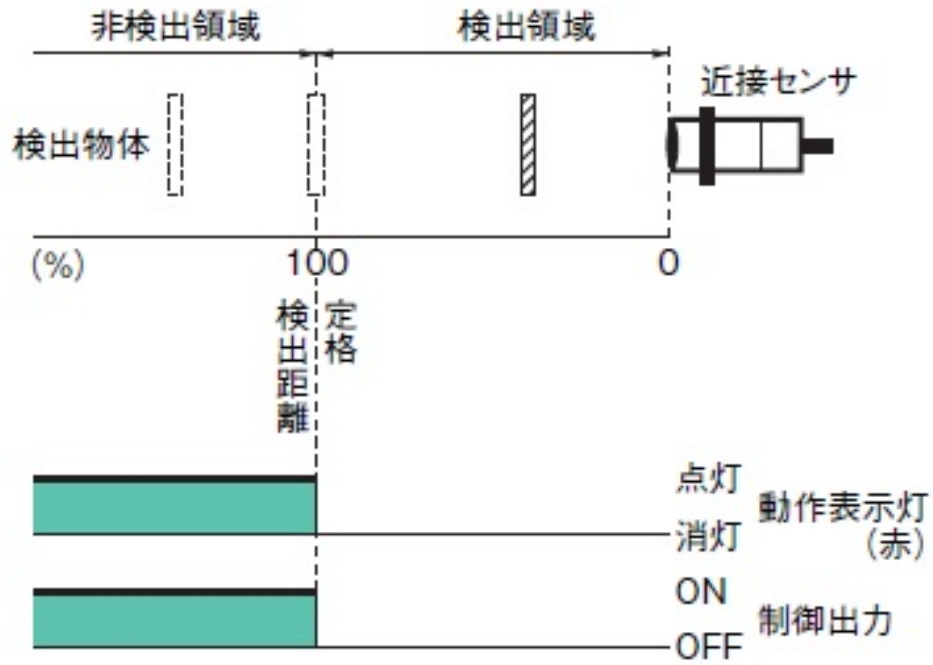 非検出領域
検出領域
近接センサ
検出物体
(%)
100
0
定格
検出距離
点灯
消灯
動作表示灯
(赤)
ON
OFF
制御出力